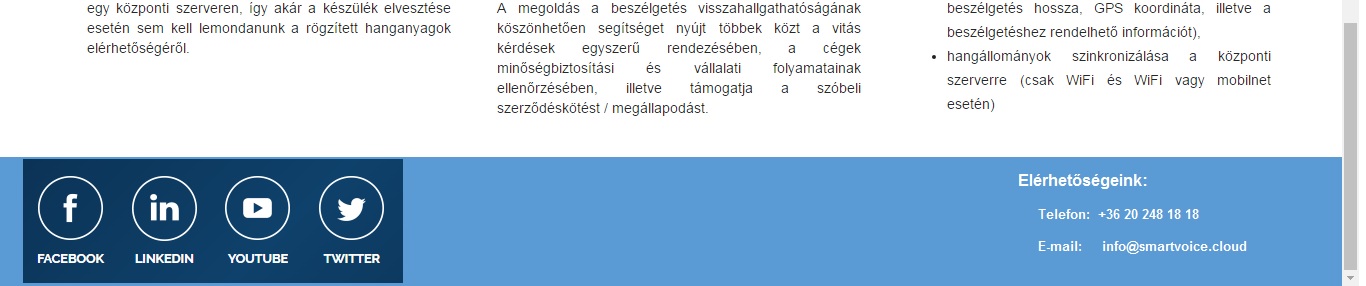 egy központi szerveren, így akár a készülék elvesztése
esetén sem kell lemondanunk a rögzített hanganyagok
elérhetőségéről.
A megoldás a beszélgetés visszahallgathatóságának
köszönhetően segítséget nyújt többek közt a vitás
kérdések egyszerű rendezésében, a cégek
minőségbiztosítási és vállalati folyamatainak
ellenőrzésében, illetve támogatja a szóbeli
szerződéskötést / megállapodást.
beszélgetés hossza, GPS koordináta, illetve a
beszélgetéshez rendelhető információt),
• hangállományok szinkronizálása a központi
szerverre (csak WiFi és WiFi vagy mobilnet
esetén)
FACEBOOK LINKEDIN YOUTUBE TWITTER
Elérhetőségeink:
Telefon: +36 20 248 18 18
E-mail: info@smartvoice.cloud